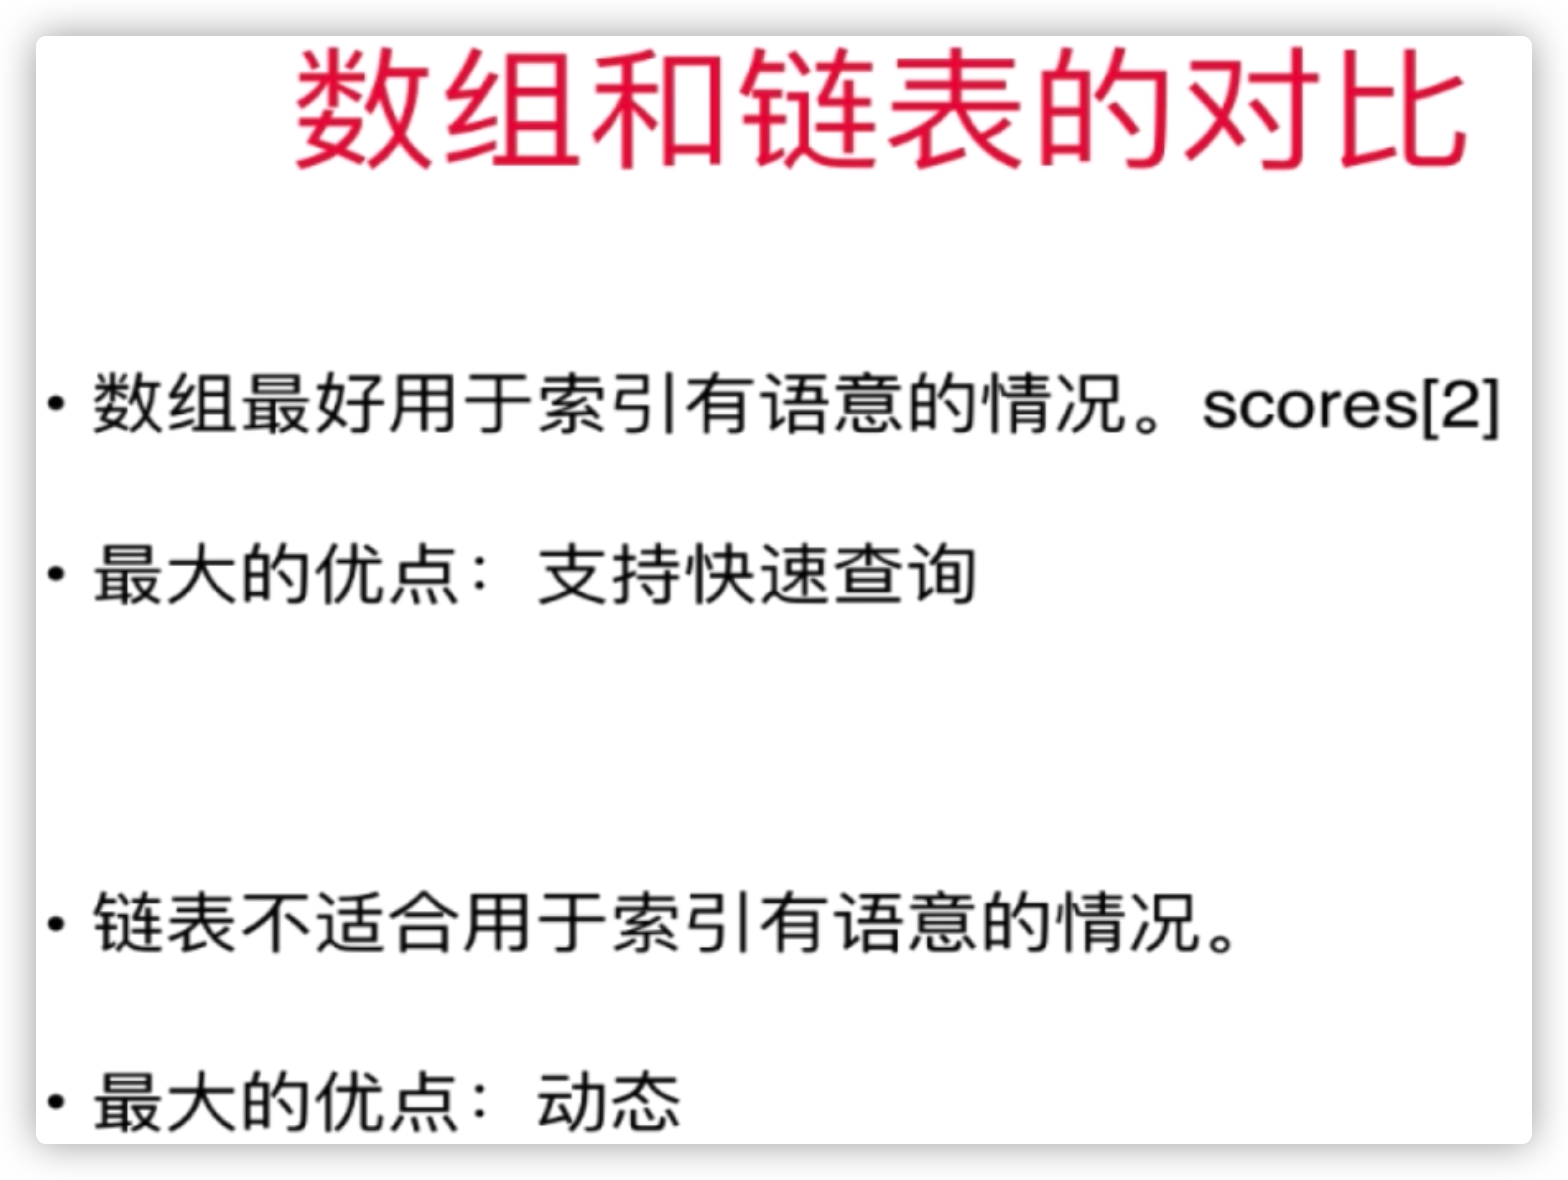 数组和链表的对比
• 数组最好用于索引有语意的情况。scores[2]
• 最大的优点： 支持快速查询
• 链表不适合用于索引有语意的情况。
• 最大的优点： 动态